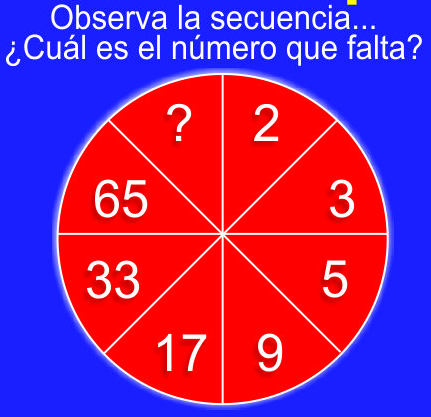 Observa la secuencia...
¿Cuál es el número que falta?
? 2
65 3
33 5
17 9